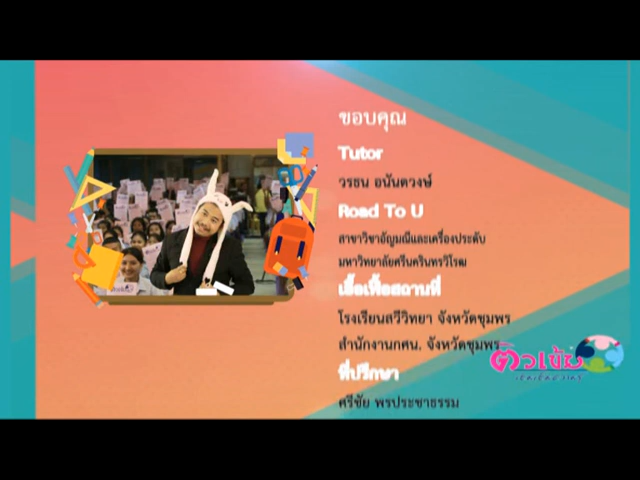 ขอบคุณ
Tutor
วรธน อนันตวงษ์
Road To U
สาขาวิชาอัญมณีและเครื่องประดับ
มหาวิทยาลัยศรีนครินทรวิโรฒ
เอื้อเฟื้อสถานที่
โรงเรียนสวีวิทยา จังหวัดชุมพร
สำนักงานกศน. จังหวัดชุมพร
ติวเข้ม
ที่ปรึกษา
ศรีชัย พรประชาธรรม